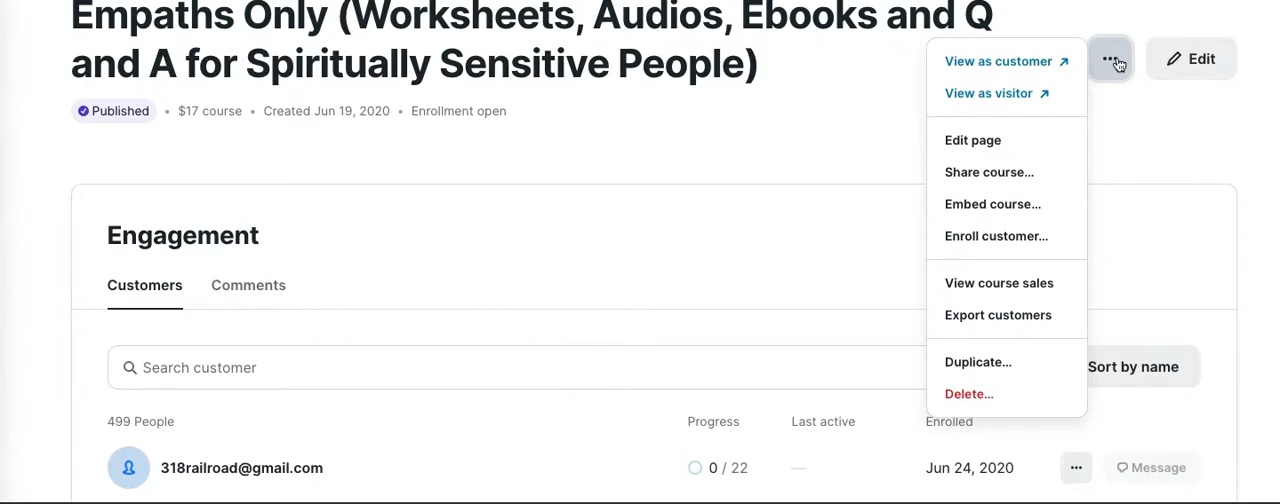 Empaths Only (Worksheets, Audios, Ebooks and Q
and A for Spiritually Sensitive People)
Edit
Published • $17 course • Created Jun 19, 2020 • Enrollment open
View as customer
View as visitor
Edit page
Share course...
Embed course...
Enroll customer...
View course sales
Export customers
Duplicate...
Delete...
Engagement
Customers Comments
Search customer
Sort by name
499 People Progress Last active Enrolled
318railroad@gmail.com 0 / 22 — Jun 24, 2020 Message